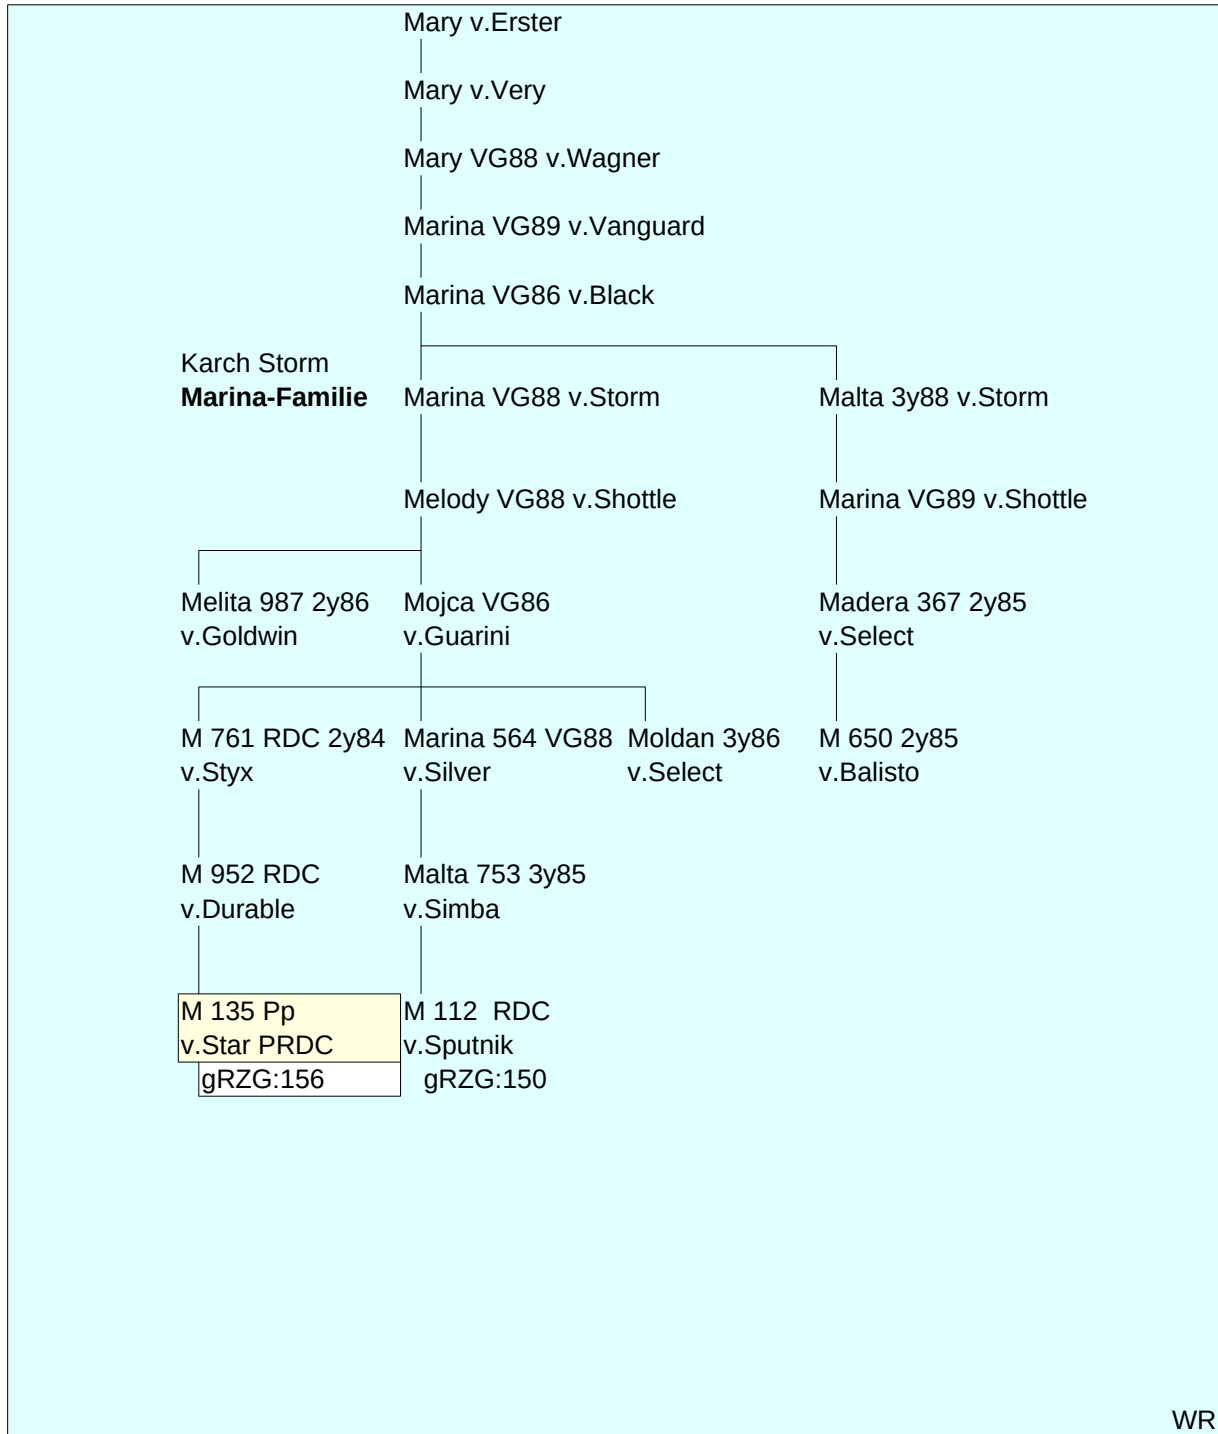 Mary v.Erster
Mary v.Very
Mary VG88 v.Wagner
Marina VG89 v.Vanguard
Marina VG86 v.Black
Karch Storm
Marina-Familie
Marina VG88 v.Storm
Malta 3y88 v.Storm
Melody VG88 v.Shottle
Marina VG89 v.Shottle
Melita 987 2y86
v.Goldwin
Mojca VG86
v.Guarini
Madera 367 2y85
v.Select
M 761 RDC 2y84
v.Styx
Marina 564 VG88
v.Silver
Moldan 3y86
v.Select
M 650 2y85
v.Balisto
M 952 RDC
v.Durable
Malta 753 3y85
v.Simba
M 135 Pp
v.Star PRDC
gRZG:156
M 112  RDC
v.Sputnik
gRZG:150
WR